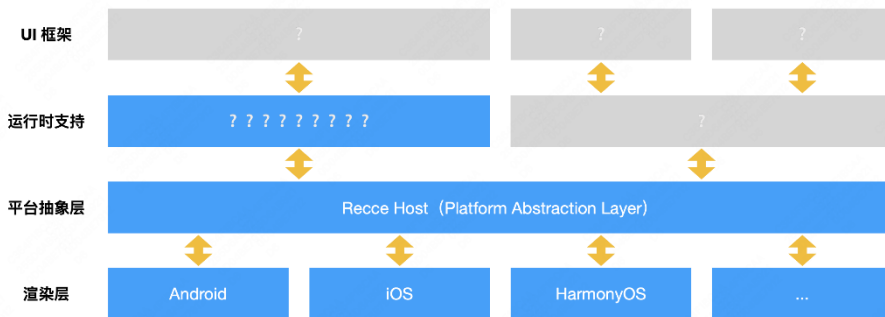 UI 框架
?
?
?
运行时支持
? ? ? ? ? ? ? ? ?
?
平台抽象层
Recce Host（Platform Abstraction Layer）
渲染层
Android
iOS
HarmonyOS
...